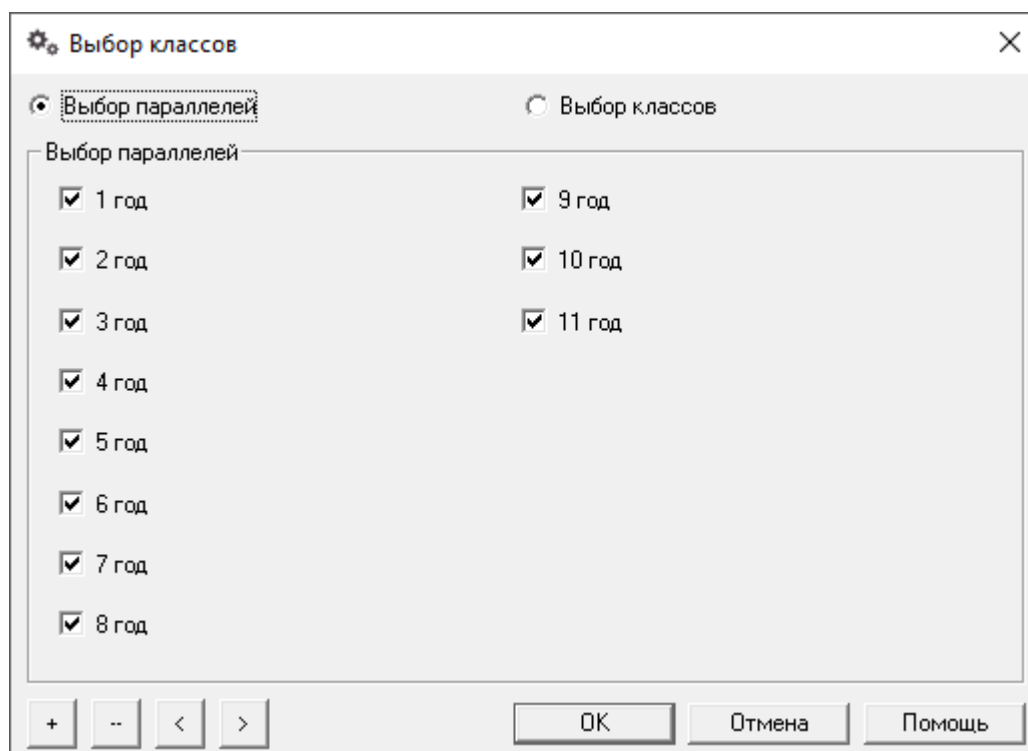 Выбор классов
Выбор параллелей
Выбор классов
Выбор параллелей
1 год
2 год
3 год
4 год
5 год
6 год
7 год
8 год
9 год
10 год
11 год
+ -- < >
OK Отмена Помощь